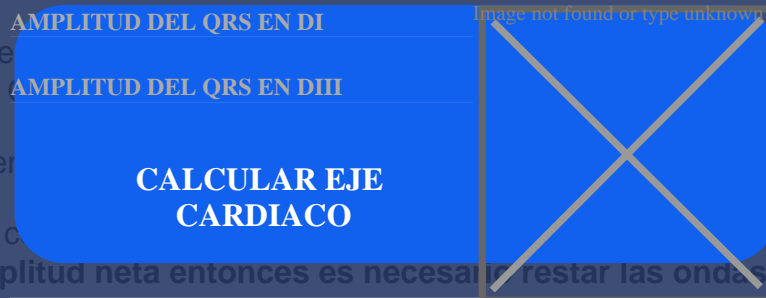 AMPLITUD DEL QRS EN DI
Image not found or type unknown
AMPLITUD DEL QRS EN DIII
CALCULAR EJE
CARDIACO
plitud neta entonces es necesario restar las ondas